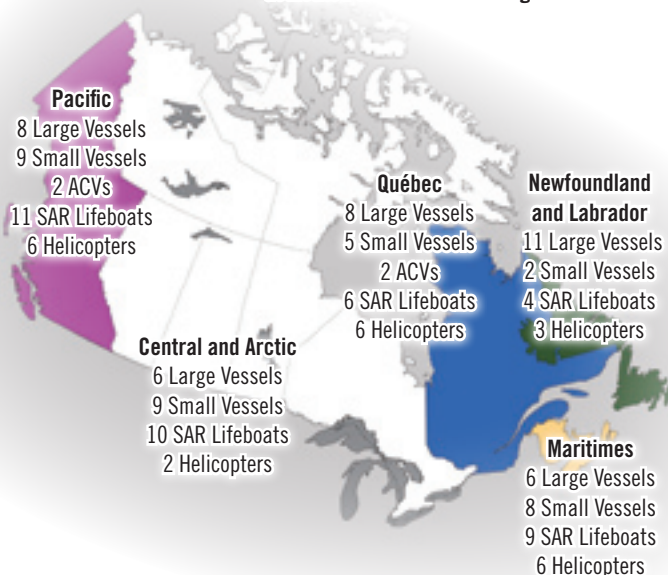 Pacific
8 Large Vessels
9 Small Vessels
2 ACVs
11 SAR Lifeboats
6 Helicopters
Québec
8 Large Vessels
5 Small Vessels
2 ACVs
6 SAR Lifeboats
6 Helicopters
Newfoundland
and Labrador
11 Large Vessels
2 Small Vessels
4 SAR Lifeboats
3 Helicopters
Central and Arctic
6 Large Vessels
9 Small Vessels
10 SAR Lifeboats
2 Helicopters
Maritimes
6 Large Vessels
8 Small Vessels
9 SAR Lifeboats
6 Helicopters